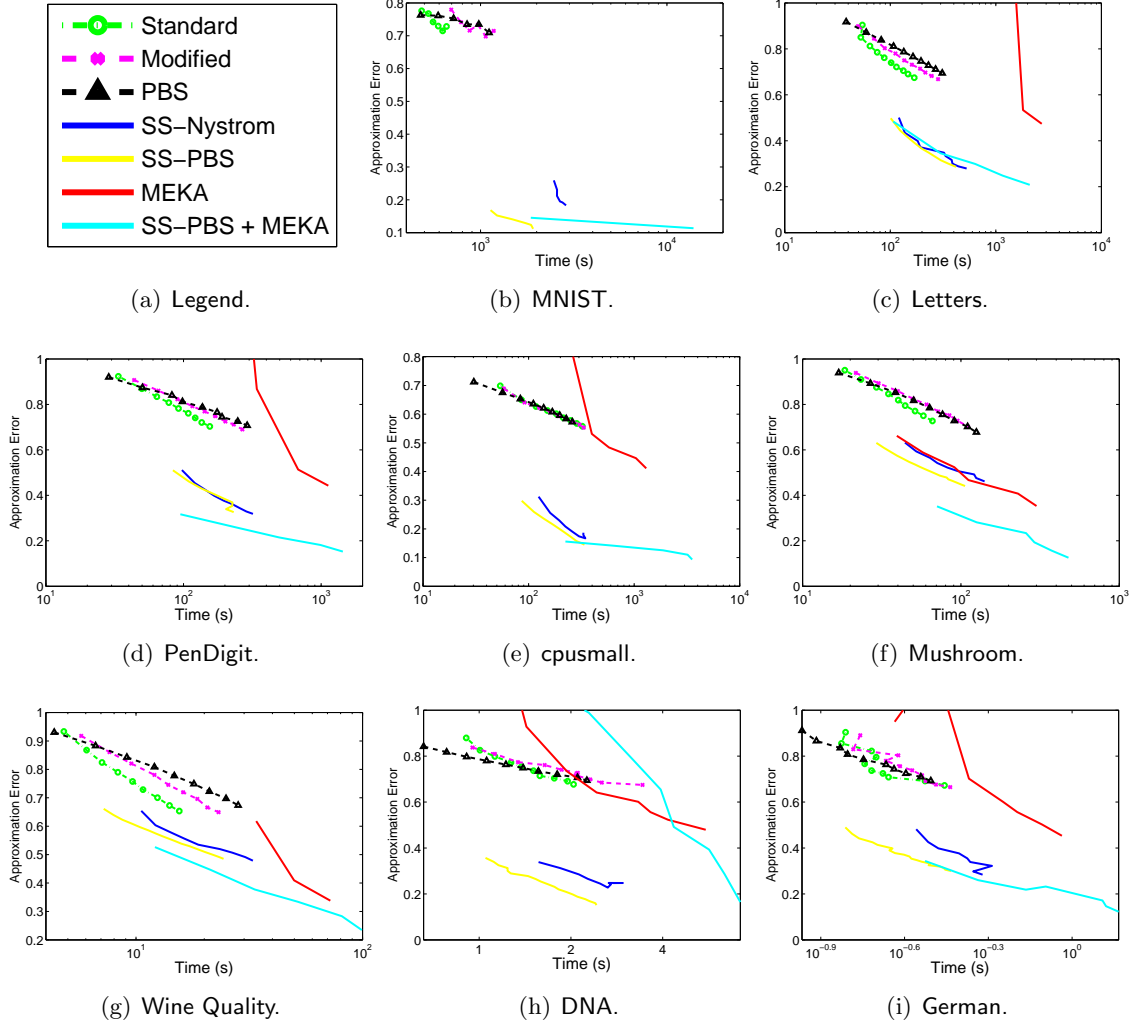 Standard
Modified
PBS
SS−Nystrom
SS−PBS
MEKA
SS−PBS + MEKA
(a) Legend.
Approximation Error
0.8
0.7
0.6
0.5
0.4
0.3
0.2
0.1
10^3
10^4
Time (s)
(b) MNIST.
Approximation Error
1
0.8
0.6
0.4
0.2
0
10^1
10^2
10^3
10^4
Time (s)
(c) Letters.
Approximation Error
1
0.8
0.6
0.4
0.2
0
10^1
10^2
10^3
Time (s)
(d) PenDigit.
Approximation Error
0.8
0.7
0.6
0.5
0.4
0.3
0.2
0.1
0
10^1
10^2
10^3
10^4
Time (s)
(e) cpusmall.
Approximation Error
1
0.8
0.6
0.4
0.2
0
10^1
10^2
10^3
Time (s)
(f) Mushroom.
Approximation Error
1
0.9
0.8
0.7
0.6
0.5
0.4
0.3
0.2
10^1
10^2
Time (s)
(g) Wine Quality.
Approximation Error
1
0.8
0.6
0.4
0.2
0
1
2
4
Time (s)
(h) DNA.
Approximation Error
1
0.8
0.6
0.4
0.2
0
10^−0.9
10^−0.6
10^−0.3
10^0
Time (s)
(i) German.